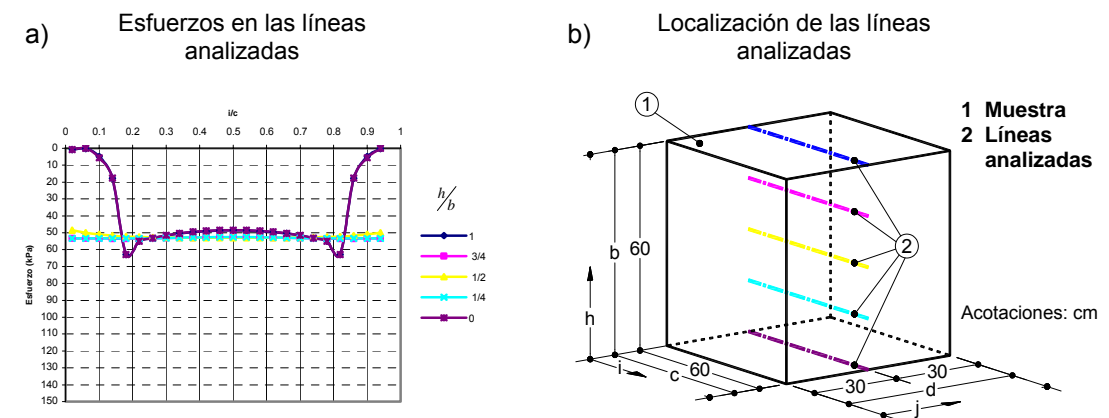 a)
Esfuerzos en las líneas
analizadas
i/c
0 0.1 0.2 0.3 0.4 0.5 0.6 0.7 0.8 0.9 1
0
10
20
30
40
50
60
70
80
90
100
110
120
130
140
150
Esfuerzo (kPa)
h/b
1
3/4
1/2
1/4
0
b)
Localización de las líneas
analizadas
1
1 Muestra
2 Líneas
analizadas
2
b 60
h
i
c
60
30
30
d
j
Acotaciones: cm